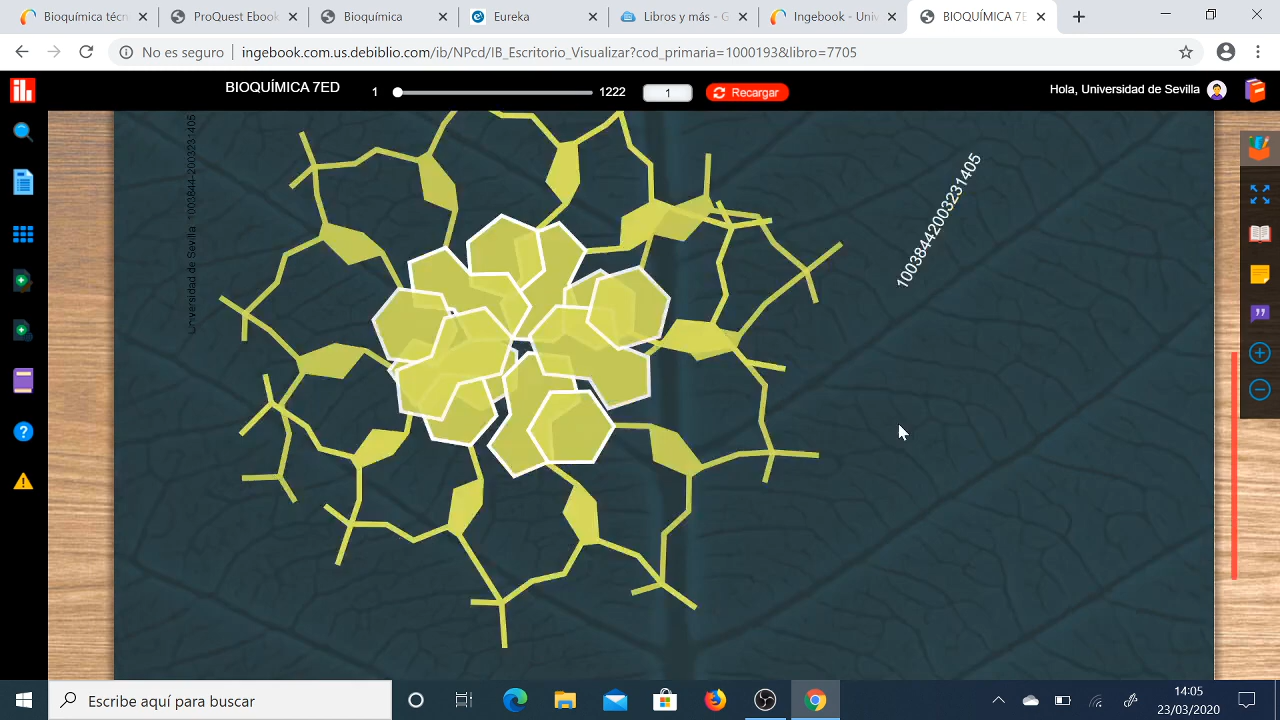 Bioquímica técn
ProQuest Ebook
Bioquímica
Eureka
Libros y más - G
Ingebook - Univ
BIOQUÍMICA 7E
No es seguro
ingebook.com.us.debiblio.com/ib/NPcd/IB_Escritorio_Visualizar?cod_primaria=1000193&libro=7705
BIOQUÍMICA 7ED
1
1222
1
Recargar
Hola, Universidad de Sevilla
Universidad de Sevilla. 1003844-2003231405
10038442003231405
Escribe aquí para buscar
14:05
23/03/2020